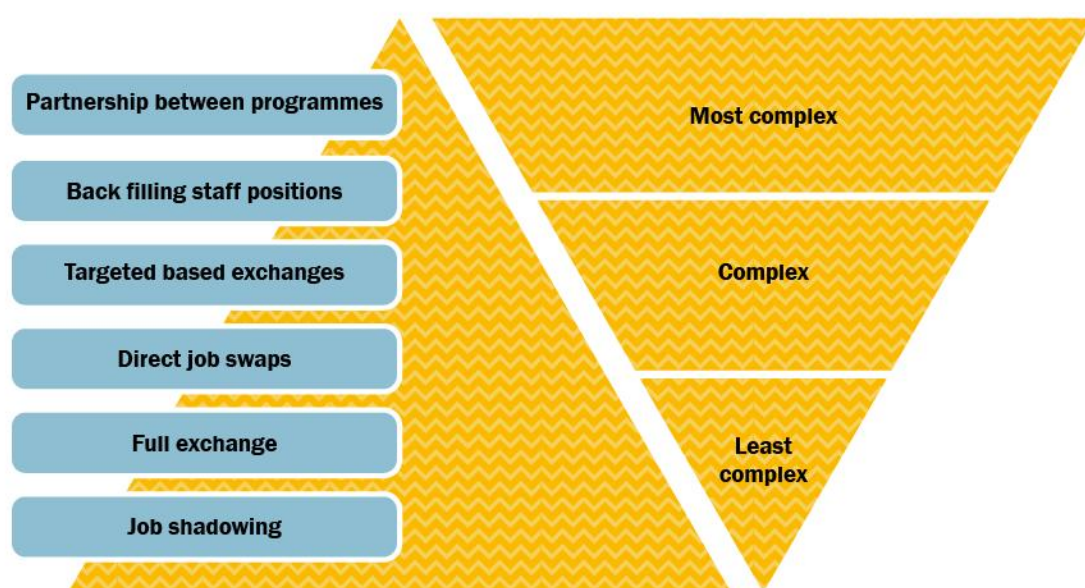 Partnership between programmes
Back filling staff positions
Targeted based exchanges
Direct job swaps
Full exchange
Job shadowing
Most complex
Complex
Least
complex